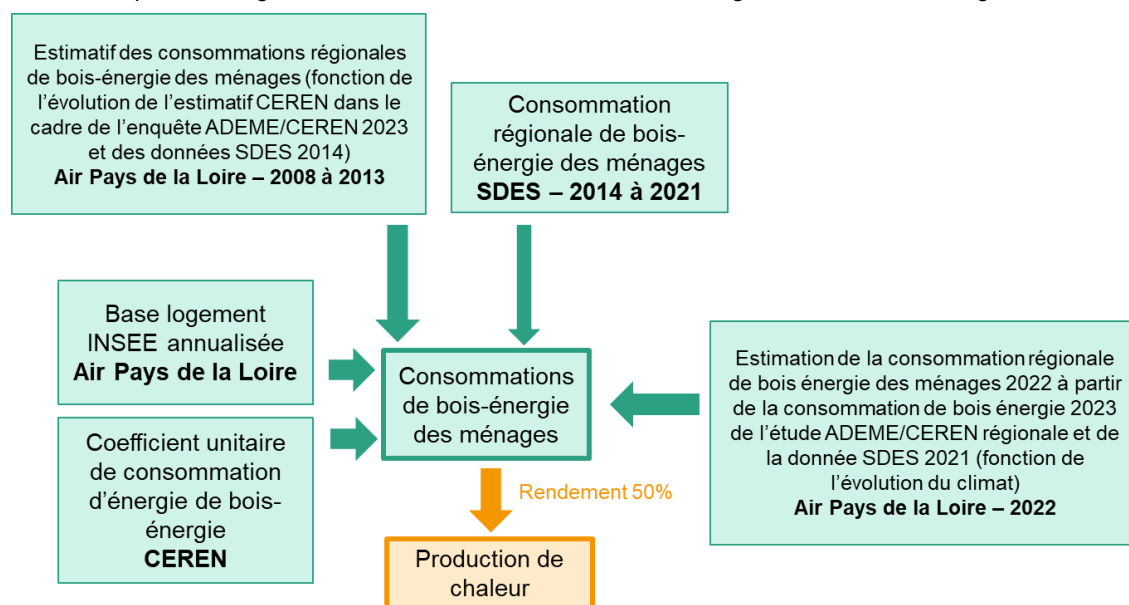 Estimatif des consommations régionales
de bois-énergie des ménages (fonction de
l'évolution de l'estimatif CEREN dans le
cadre de l'enquête ADEME/CEREN 2023
et des données SDES 2014)
Air Pays de la Loire – 2008 à 2013
Consommation
régionale de bois-
énergie des ménages
SDES – 2014 à 2021
Base logement
INSEE annualisée
Air Pays de la Loire
Coefficient unitaire
de consommation
d'énergie de bois-
énergie
CEREN
Consommations
de bois-énergie
des ménages
Estimation de la consommation régionale
de bois énergie des ménages 2022 à partir
de la consommation de bois énergie 2023
de l'étude ADEME/CEREN régionale et de
la donnée SDES 2021 (fonction de
l'évolution du climat)
Air Pays de la Loire – 2022
Rendement 50%
Production de
chaleur